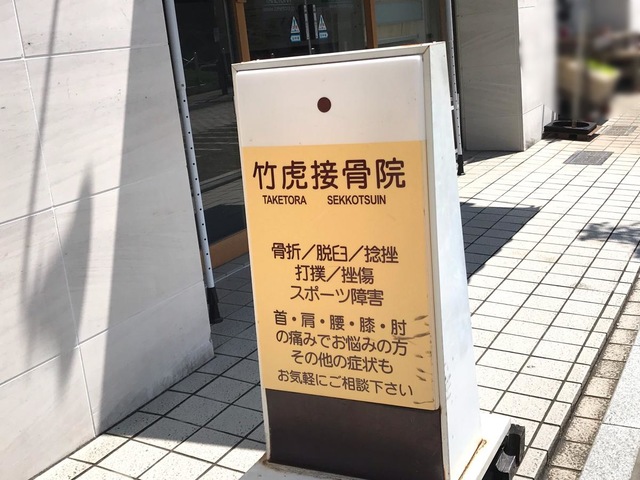 竹虎接骨院
TAKETORA SEKKOTSUIN
骨折／脱臼／捻挫
打撲／挫傷
スポーツ障害
首・肩・腰・膝・肘
の痛みでお悩みの方
その他の症状も
お気軽にご相談下さい